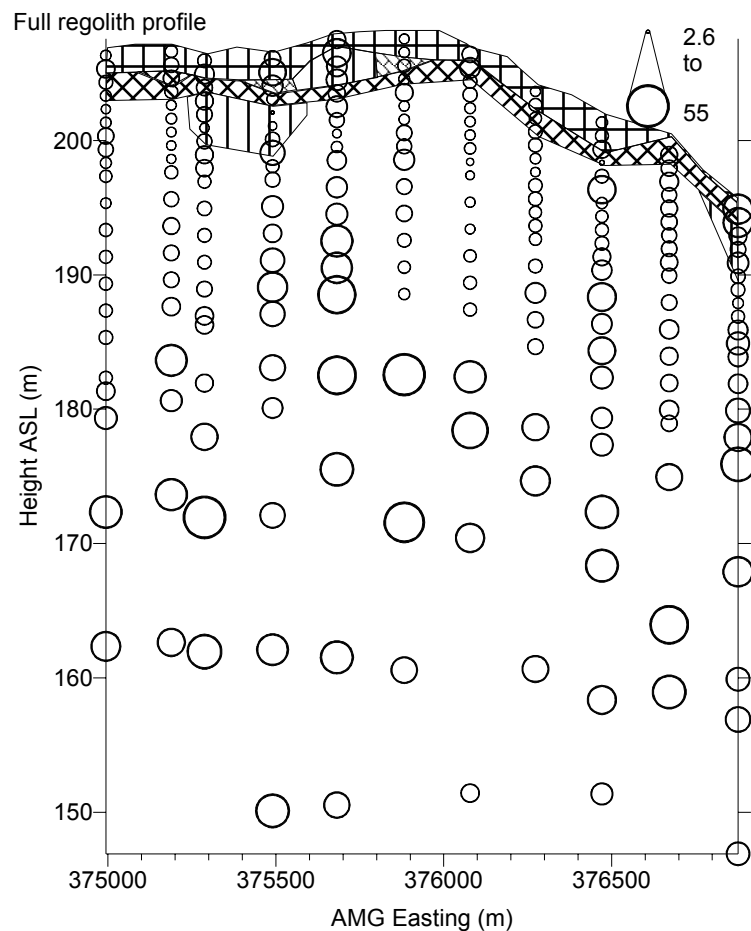 Full regolith profile
2.6
to
55
200
190
180
170
160
150
Height ASL (m)
375000 375500 376000 376500
AMG Easting (m)